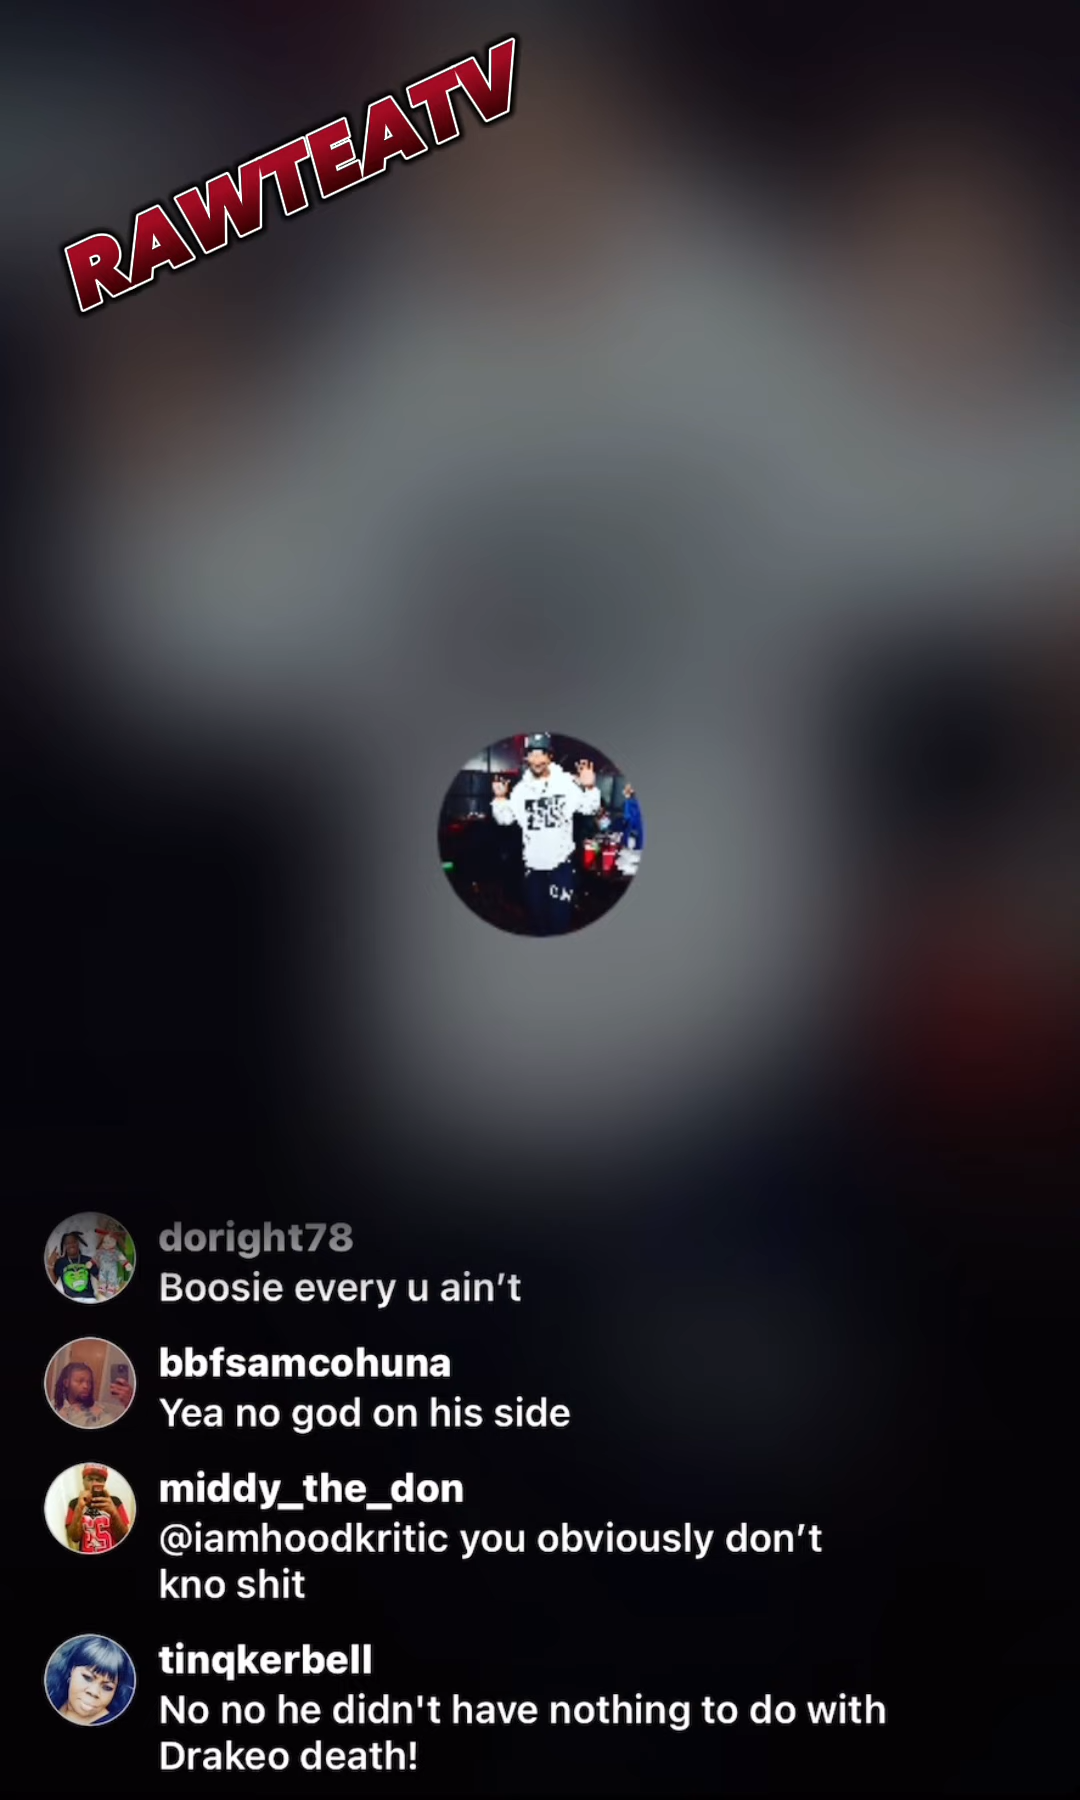 RAWTEATV
doright78
Boosie every u ain’t
bbfsamcohuna
Yea no god on his side
middy_the_don
@iamhoodkritic you obviously don’t
kno shit
tinqkerbell
No no he didn't have nothing to do with
Drakeo death!